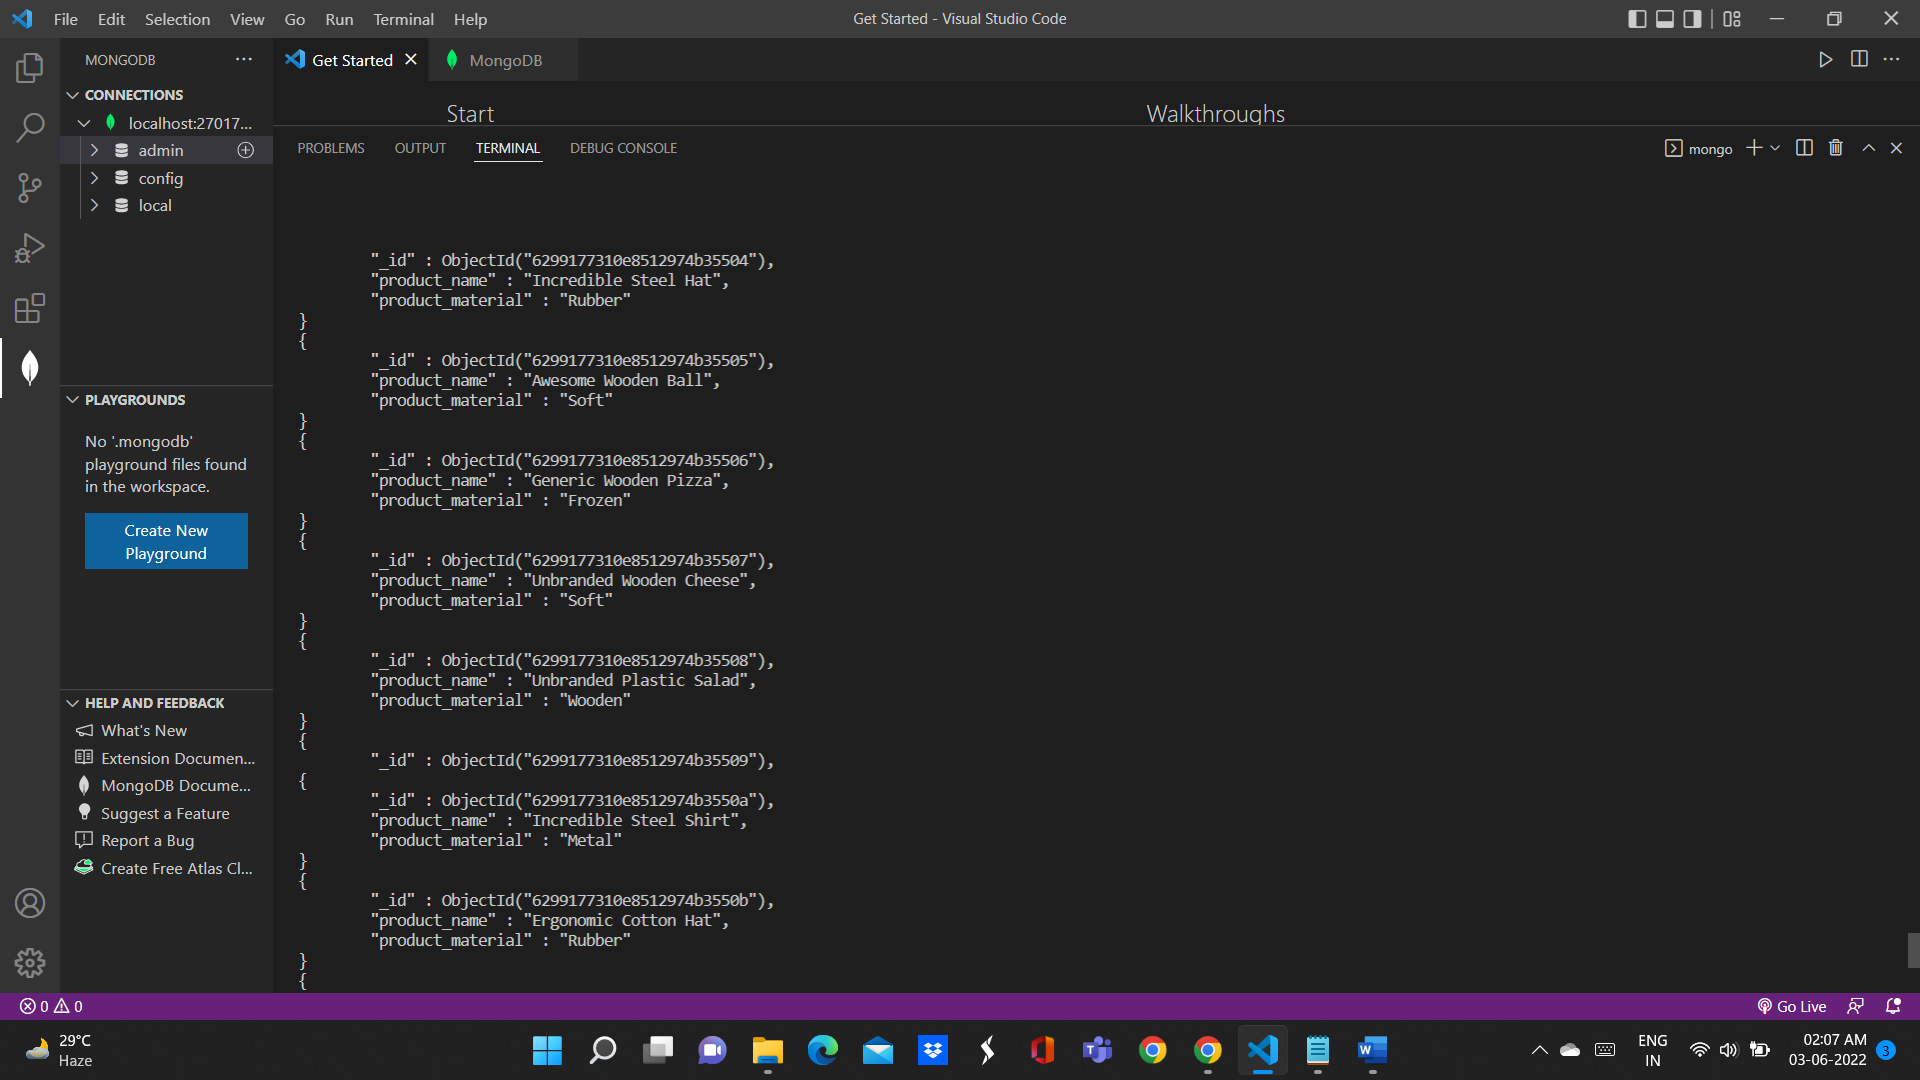 File Edit Selection View Go Run Terminal Help
Get Started - Visual Studio Code
MONGODB
Get Started
MongoDB
CONNECTIONS
localhost:27017...
admin
config
local
Start
Walkthroughs
PROBLEMS OUTPUT TERMINAL DEBUG CONSOLE
mongo
"_id" : ObjectId("6299177310e8512974b35504"),
"product_name" : "Incredible Steel Hat",
"product_material" : "Rubber"
}
{
"_id" : ObjectId("6299177310e8512974b35505"),
"product_name" : "Awesome Wooden Ball",
"product_material" : "Soft"
}
{
"_id" : ObjectId("6299177310e8512974b35506"),
"product_name" : "Generic Wooden Pizza",
"product_material" : "Frozen"
}
{
"_id" : ObjectId("6299177310e8512974b35507"),
"product_name" : "Unbranded Wooden Cheese",
"product_material" : "Soft"
}
{
"_id" : ObjectId("6299177310e8512974b35508"),
"product_name" : "Unbranded Plastic Salad",
"product_material" : "Wooden"
}
{
"_id" : ObjectId("6299177310e8512974b35509"),
{
"_id" : ObjectId("6299177310e8512974b3550a"),
"product_name" : "Incredible Steel Shirt",
"product_material" : "Metal"
}
{
"_id" : ObjectId("6299177310e8512974b3550b"),
"product_name" : "Ergonomic Cotton Hat",
"product_material" : "Rubber"
}
{
PLAYGROUNDS
No '.mongodb'
playground files found
in the workspace.
Create New
Playground
HELP AND FEEDBACK
What's New
Extension Documen...
MongoDB Docume...
Suggest a Feature
Report a Bug
Create Free Atlas Cl...
0 0
Go Live
29°C
Haze
ENG
IN
02:07 AM
03-06-2022
3